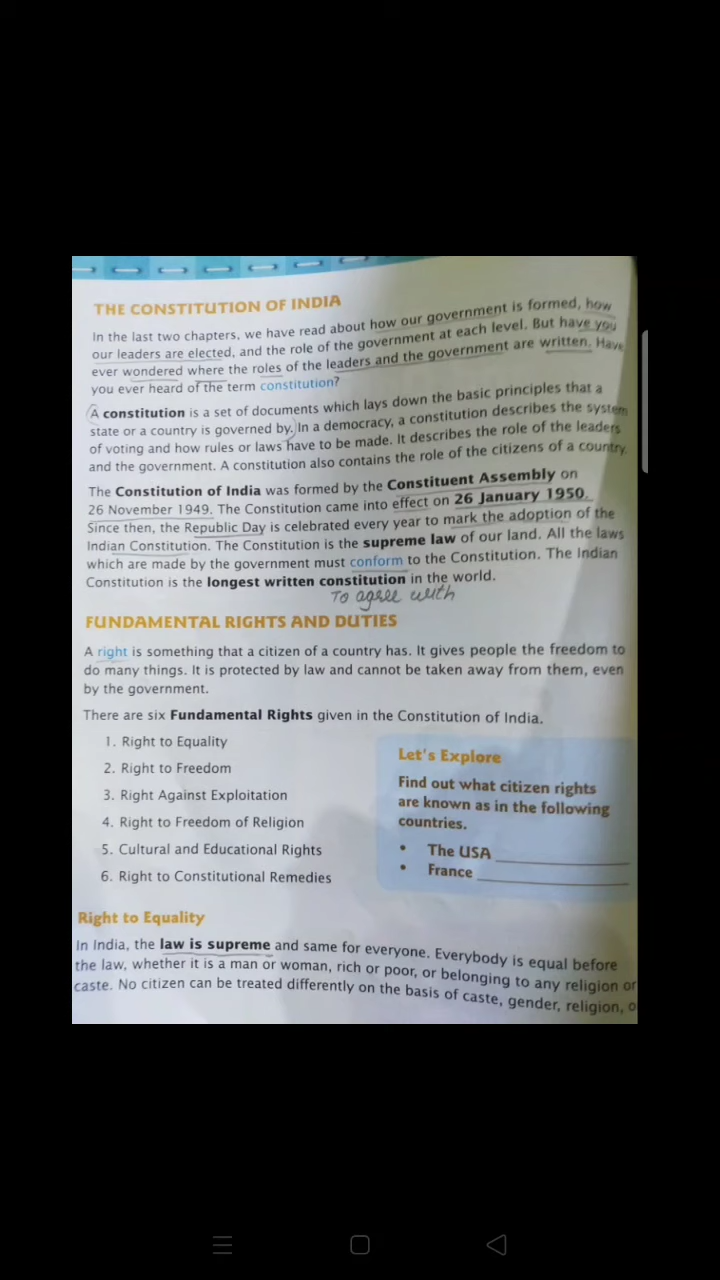 THE CONSTITUTION OF INDIA
In the last two chapters, we have read about how our government is formed, how
our leaders are elected, and the role of the government at each level. But have you
ever wondered where the roles of the leaders and the government are written. Have
you ever heard of the term constitution?
A constitution is a set of documents which lays down the basic principles that a
state or a country is governed by. In a democracy, a constitution describes the system
of voting and how rules or laws have to be made. It describes the role of the leaders
and the government. A constitution also contains the role of the citizens of a country.
The Constitution of India was formed by the Constituent Assembly on
26 November 1949. The Constitution came into effect on 26 January 1950.
Since then, the Republic Day is celebrated every year to mark the adoption of the
Indian Constitution. The Constitution is the supreme law of our land. All the laws
which are made by the government must conform to the Constitution. The Indian
Constitution is the longest written constitution in the world.
To agree with
FUNDAMENTAL RIGHTS AND DUTIES
A right is something that a citizen of a country has. It gives people the freedom to
do many things. It is protected by law and cannot be taken away from them, even
by the government.
There are six Fundamental Rights given in the Constitution of India.
1. Right to Equality
2. Right to Freedom
3. Right Against Exploitation
4. Right to Freedom of Religion
5. Cultural and Educational Rights
6. Right to Constitutional Remedies
Let's Explore
Find out what citizen rights
are known as in the following
countries.
• The USA
• France
Right to Equality
In India, the law is supreme and same for everyone. Everybody is equal before
the law, whether it is a man or woman, rich or poor, or belonging to any religion or
caste. No citizen can be treated differently on the basis of caste, gender, religion, o